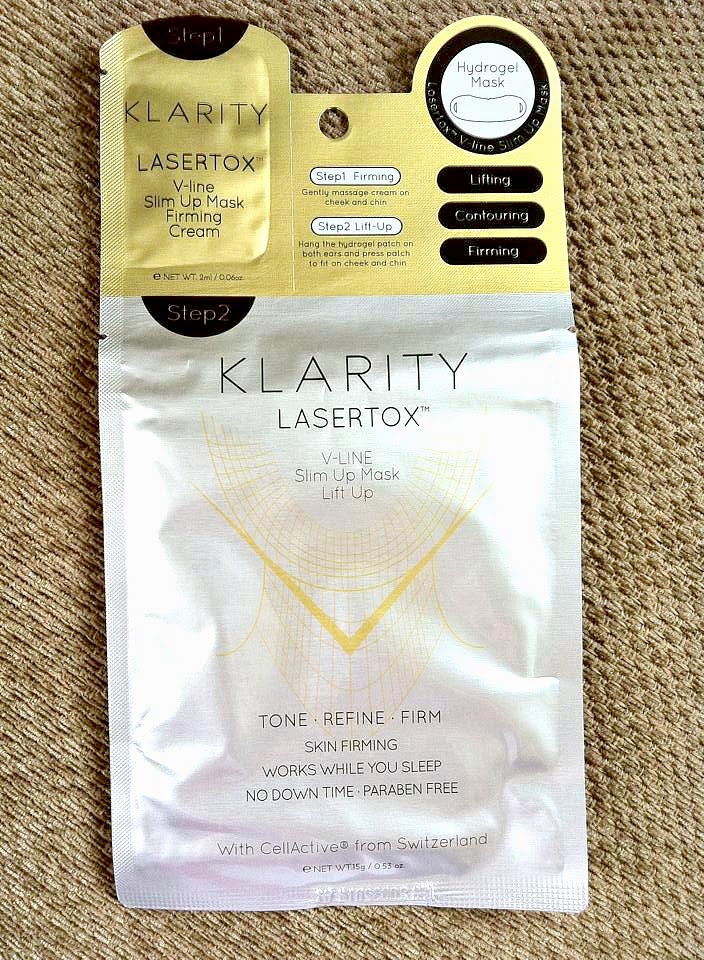 Step1
KLARITY
LASERTOX™
V-line
Slim Up Mask
Firming
Cream
℮ NET WT. 2ml / 0.06oz.
Step1 Firming
Gently massage cream on
cheek and chin
Step2 Lift-Up
Hang the hydrogel patch on
both ears and press patch
to fit on cheek and chin
Hydrogel
Mask
Lasertox™ V-line Slim Up Mask
Lifting
Contouring
Firming
Step2
KLARITY
LASERTOX™
V-LINE
Slim Up Mask
Lift Up
TONE · REFINE · FIRM
SKIN FIRMING
WORKS WHILE YOU SLEEP
NO DOWN TIME · PARABEN FREE
With CellActive® from Switzerland
℮ NET WT.15g / 0.53 oz.